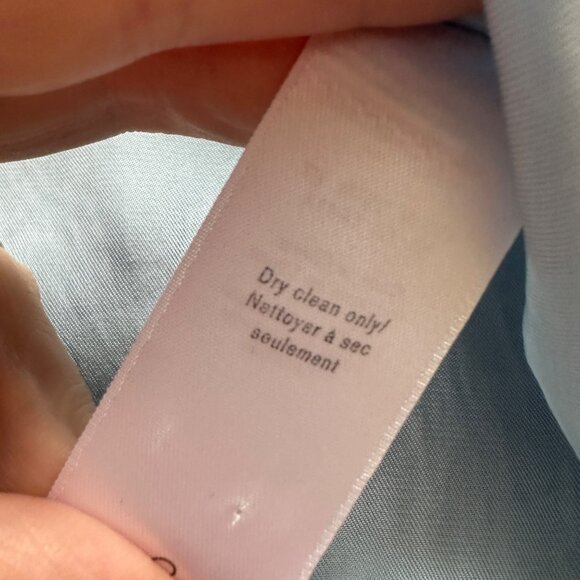 Dry clean only/
Nettoyer à sec
seulement